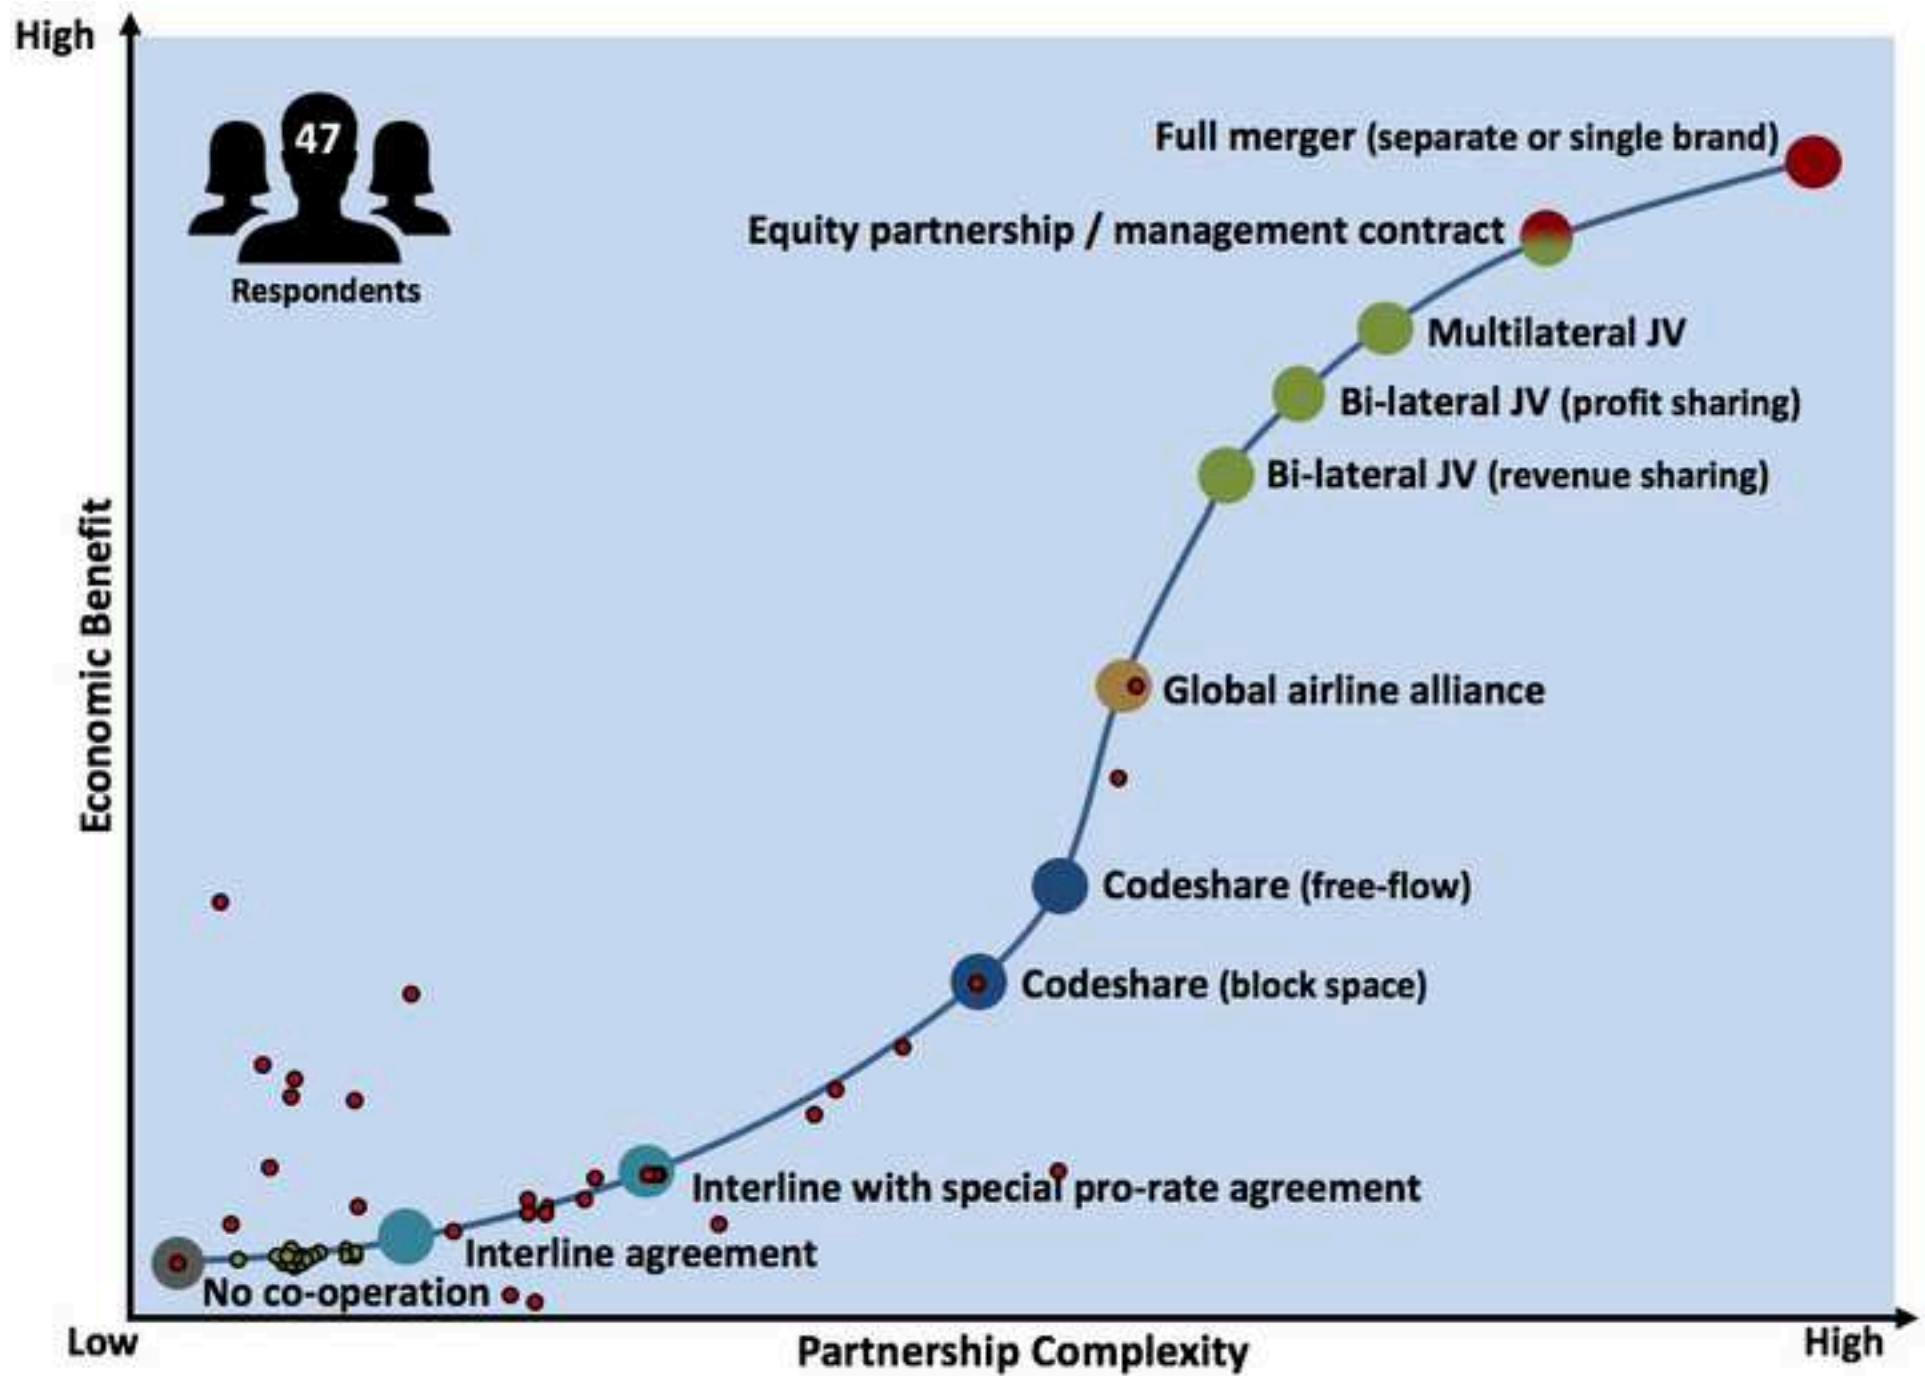 High
47
Respondents
Full merger (separate or single brand)
Equity partnership / management contract
Multilateral JV
Bi-lateral JV (profit sharing)
Bi-lateral JV (revenue sharing)
Economic Benefit
Global airline alliance
Codeshare (free-flow)
Codeshare (block space)
Interline with special pro-rate agreement
Interline agreement
No co-operation
Low
Partnership Complexity
High